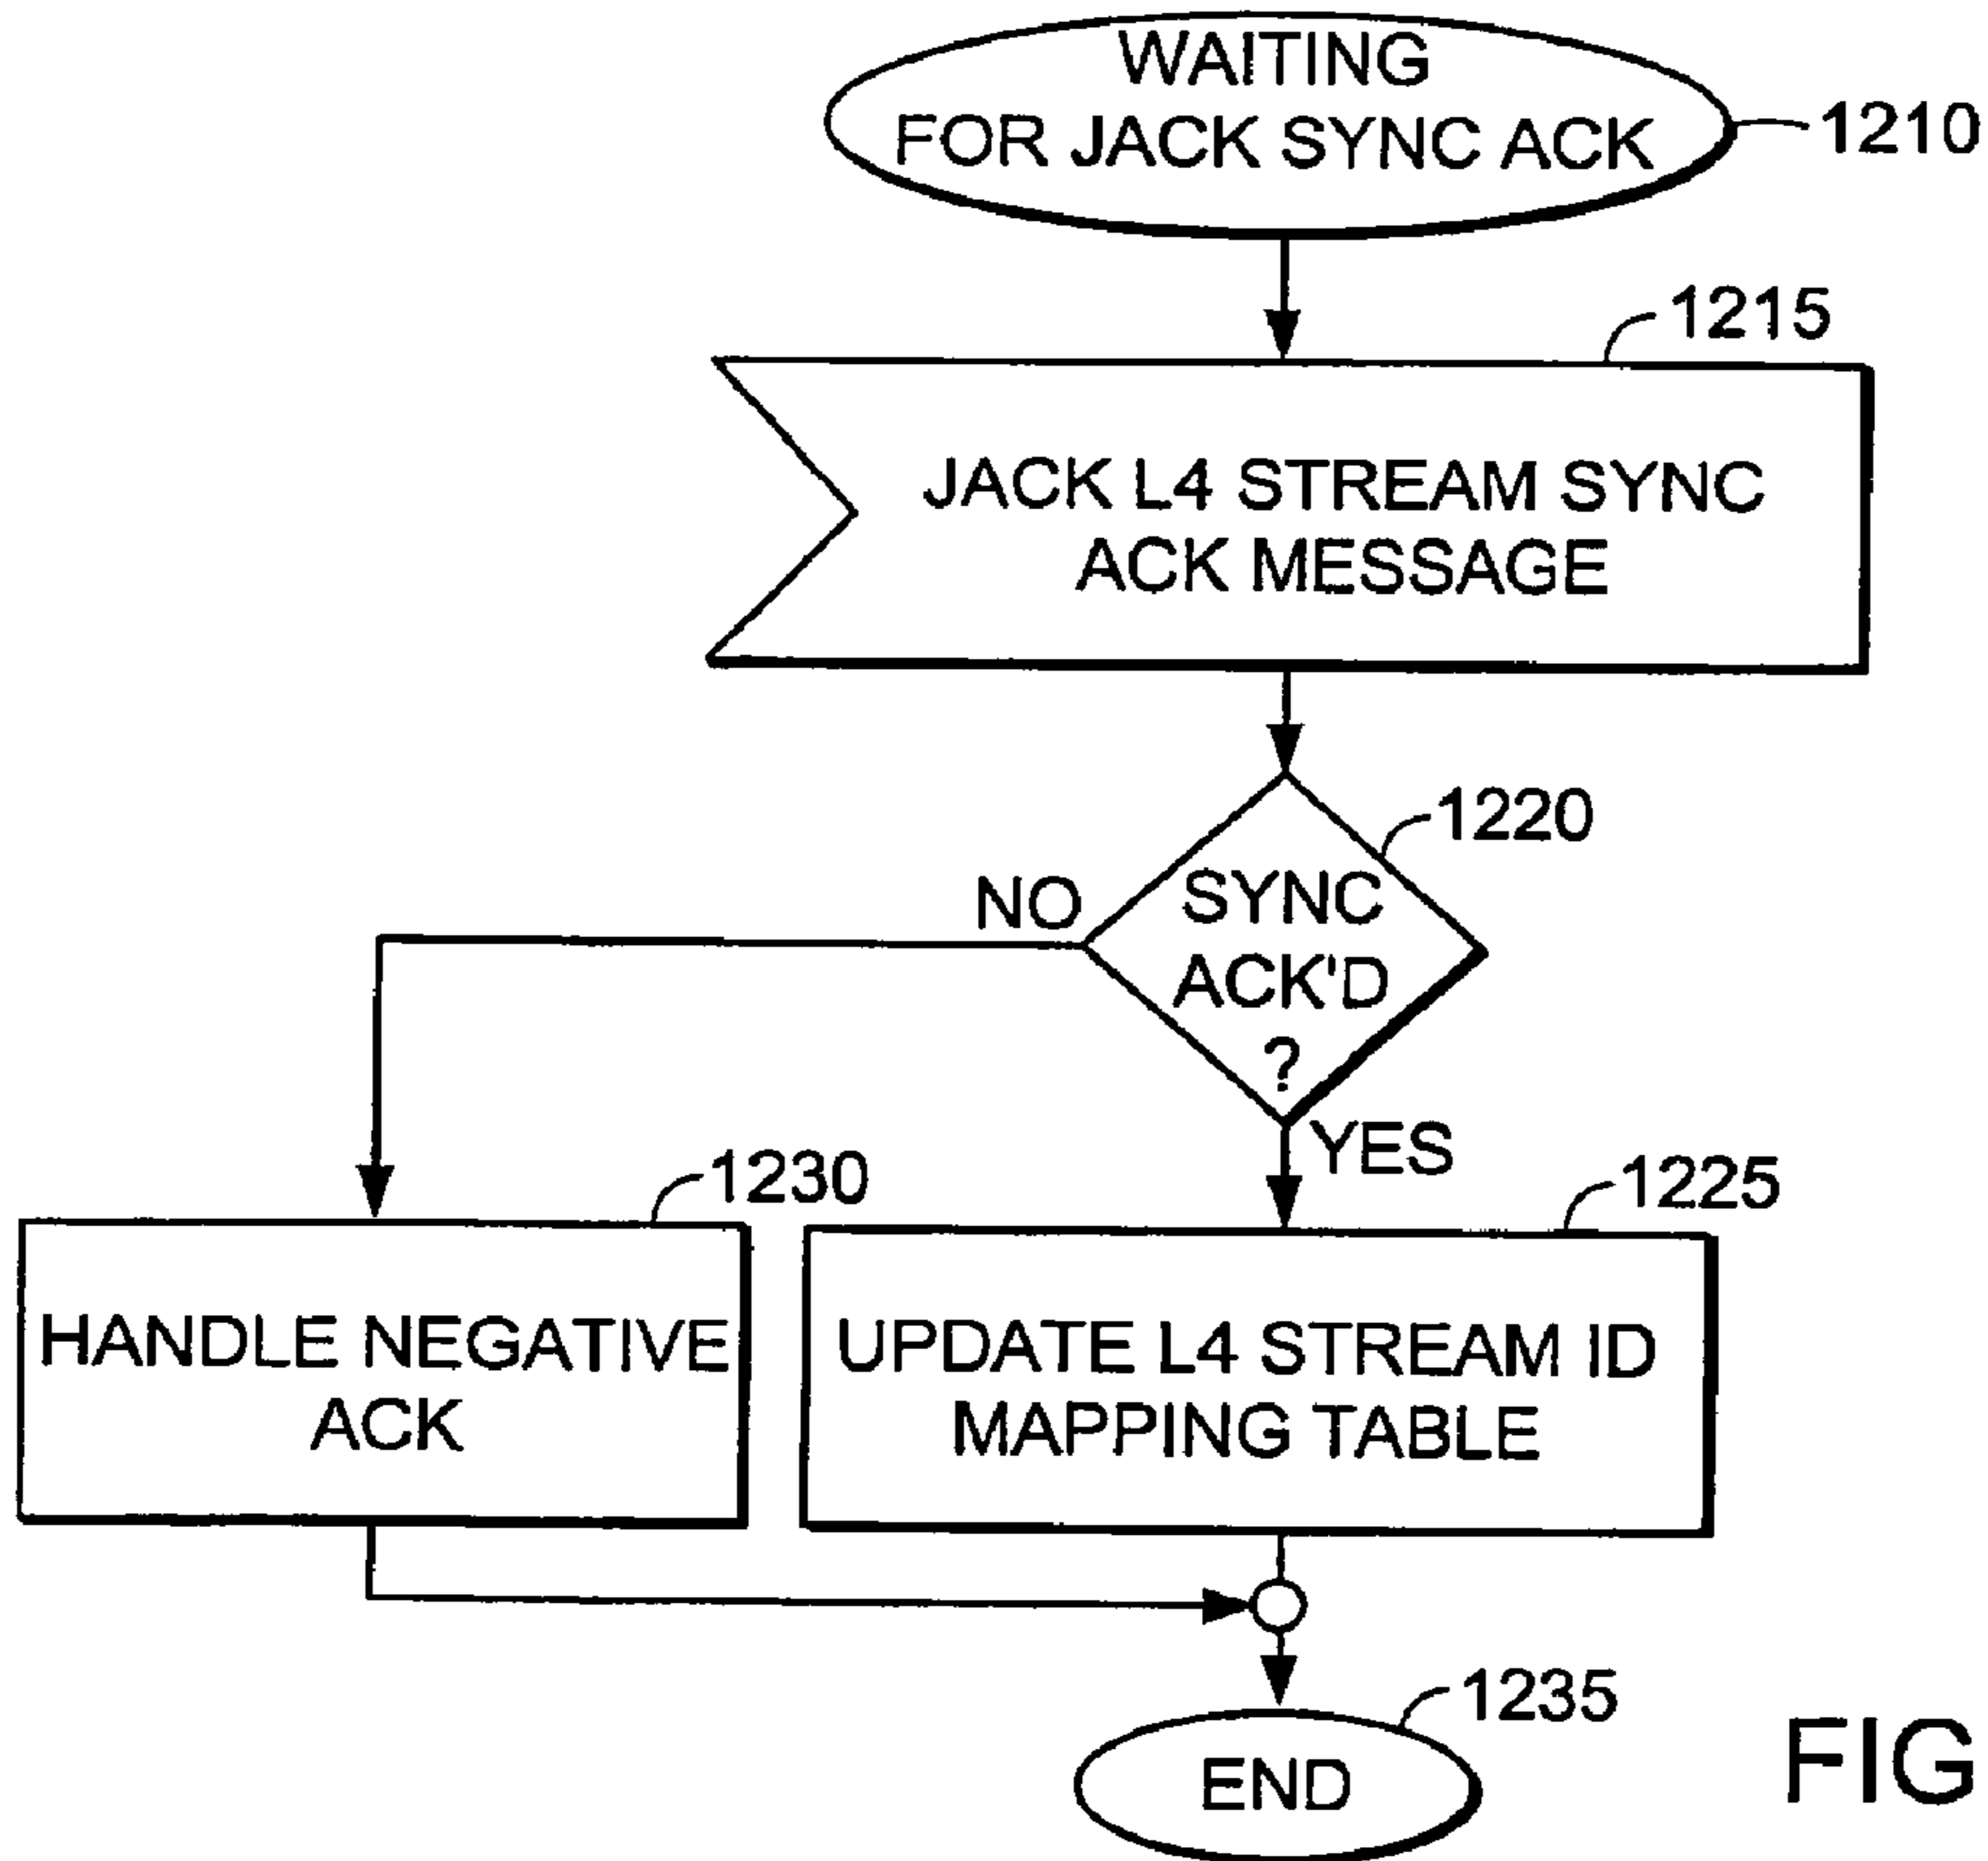 WAITING
FOR JACK SYNC ACK
1210
1215
JACK L4 STREAM SYNC
ACK MESSAGE
1220
NO
SYNC
ACK'D
?
YES
1230
1225
HANDLE NEGATIVE
ACK
UPDATE L4 STREAM ID
MAPPING TABLE
1235
END
FIG